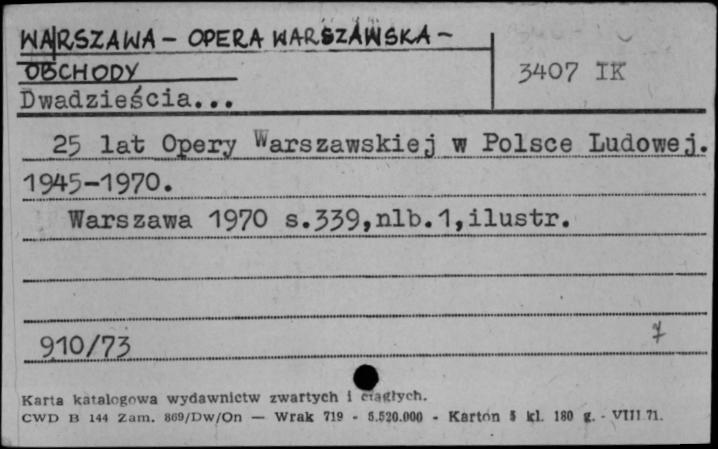 WARSZAWA - OPERA WARSZAWSKA -
OBCHODY
3407 IK
Dwadzieścia...
25 lat Opery Warszawskiej w Polsce Ludowej.
1945-1970.
Warszawa 1970 s.339,nlb.1,ilustr.
910/73
7
Karta katalogowa wydawnictw zwartych i ciągłych.
CWD B 144 Zam. 869/Dw/On — Wrak 719 - 5.520.000 - Karton 5 kl. 180 g. - VIII 71.